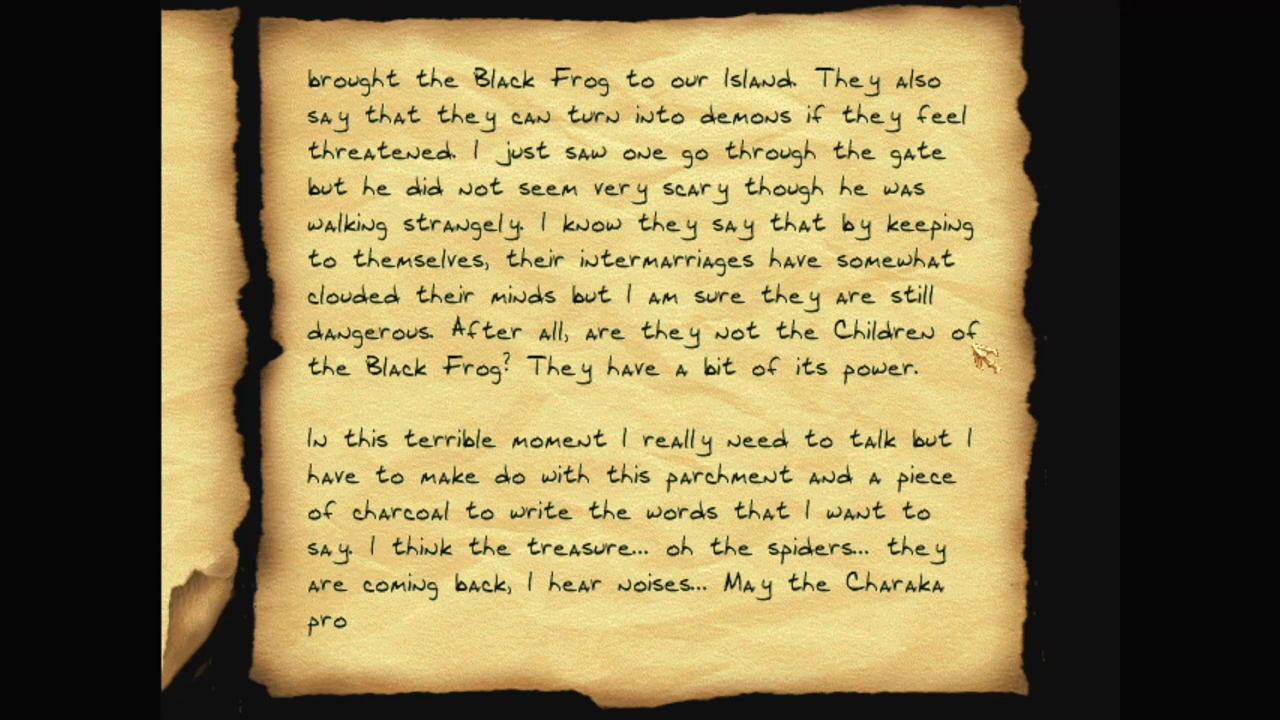 brought the Black Frog to our Island. They also
say that they can turn into demons if they feel
threatened. I just saw one go through the gate
but he did not seem very scary though he was
walking strangely. I know they say that by keeping
to themselves, their intermarriages have somewhat
clouded their minds but I am sure they are still
dangerous. After all, are they not the Children of
the Black Frog? They have a bit of its power.
In this terrible moment I really need to talk but I
have to make do with this parchment and a piece
of charcoal to write the words that I want to
say. I think the treasure... oh the spiders... they
are coming back, I hear noises... May the Charaka
pro